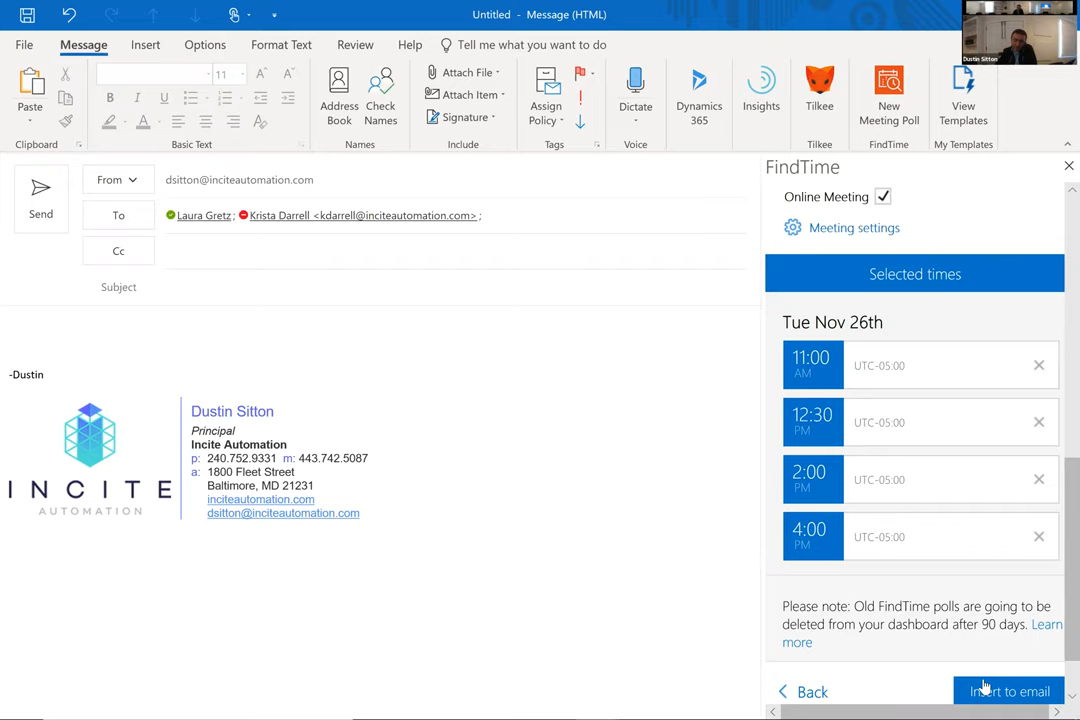 Untitled - Message (HTML)
Dustin Sitton
File Message Insert Options Format Text Review Help Tell me what you want to do
Paste
11
A A
B I U
A
Address Book
Check Names
Attach File
Attach Item
Signature
Assign Policy
Dictate
Dynamics 365
Insights
Tilkee
New Meeting Poll
View Templates
Clipboard Basic Text Names Include Tags Voice Tilkee FindTime My Templates
Send
From dsitton@inciteautomation.com
To Laura Gretz; Krista Darrell <kdarrell@inciteautomation.com>;
Cc
Subject
-Dustin
INCITE
AUTOMATION
Dustin Sitton
Principal
Incite Automation
p: 240.752.9331 m: 443.742.5087
a: 1800 Fleet Street
Baltimore, MD 21231
inciteautomation.com
dsitton@inciteautomation.com
FindTime
Online Meeting
Meeting settings
Selected times
Tue Nov 26th
11:00 AM UTC-05:00
12:30 PM UTC-05:00
2:00 PM UTC-05:00
4:00 PM UTC-05:00
Please note: Old FindTime polls are going to be
deleted from your dashboard after 90 days. Learn
more
Back
Insert to email